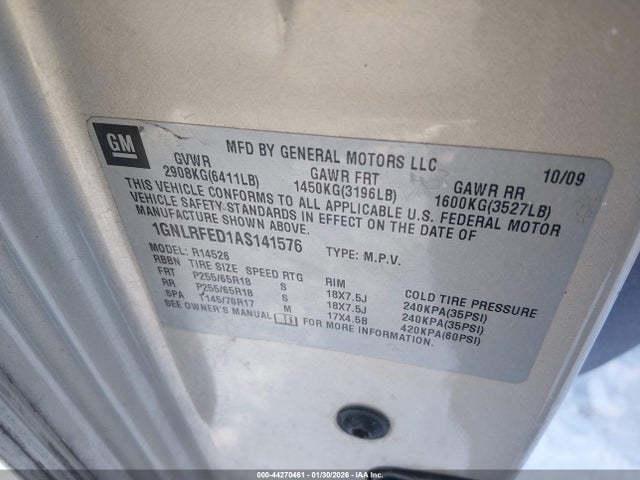 GM
MFD BY GENERAL MOTORS LLC 10/09
GVWR GAWR FRT GAWR RR
2908KG(6411LB) 1450KG(3196LB) 1600KG(3527LB)
THIS VEHICLE CONFORMS TO ALL APPLICABLE U.S. FEDERAL MOTOR
VEHICLE SAFETY STANDARDS IN EFFECT ON THE DATE OF
MANUFACTURE SHOWN ABOVE.
1GNLRFED1AS141576 TYPE: M.P.V.
MODEL: R14526
RBBN TIRE SIZE SPEED RTG RIM COLD TIRE PRESSURE
FRT P255/65R18 S 18X7.5J 240KPA(35PSI)
RR P255/65R18 S 18X7.5J 240KPA(35PSI)
SPA T145/70R17 M 17X4.5B 420KPA(60PSI)
SEE OWNER'S MANUAL FOR MORE INFORMATION.
000-44270461 - 01/30/2026 - IAAI.COM